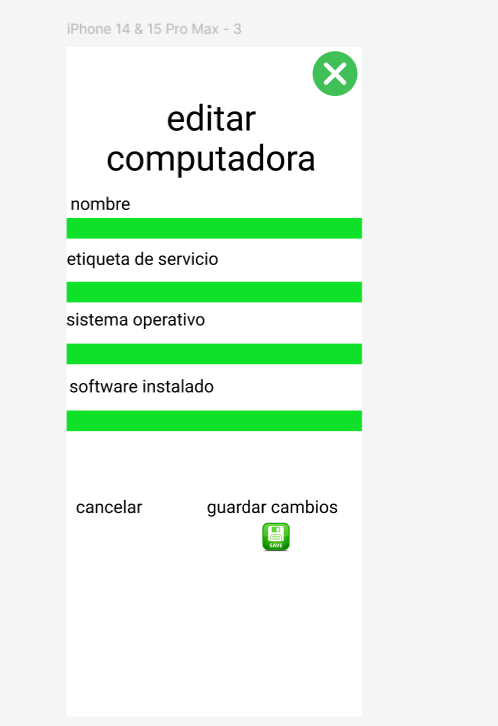 iPhone 14 & 15 Pro Max - 3
editar
computadora
nombre
etiqueta de servicio
sistema operativo
software instalado
cancelar
guardar cambios
SAVE